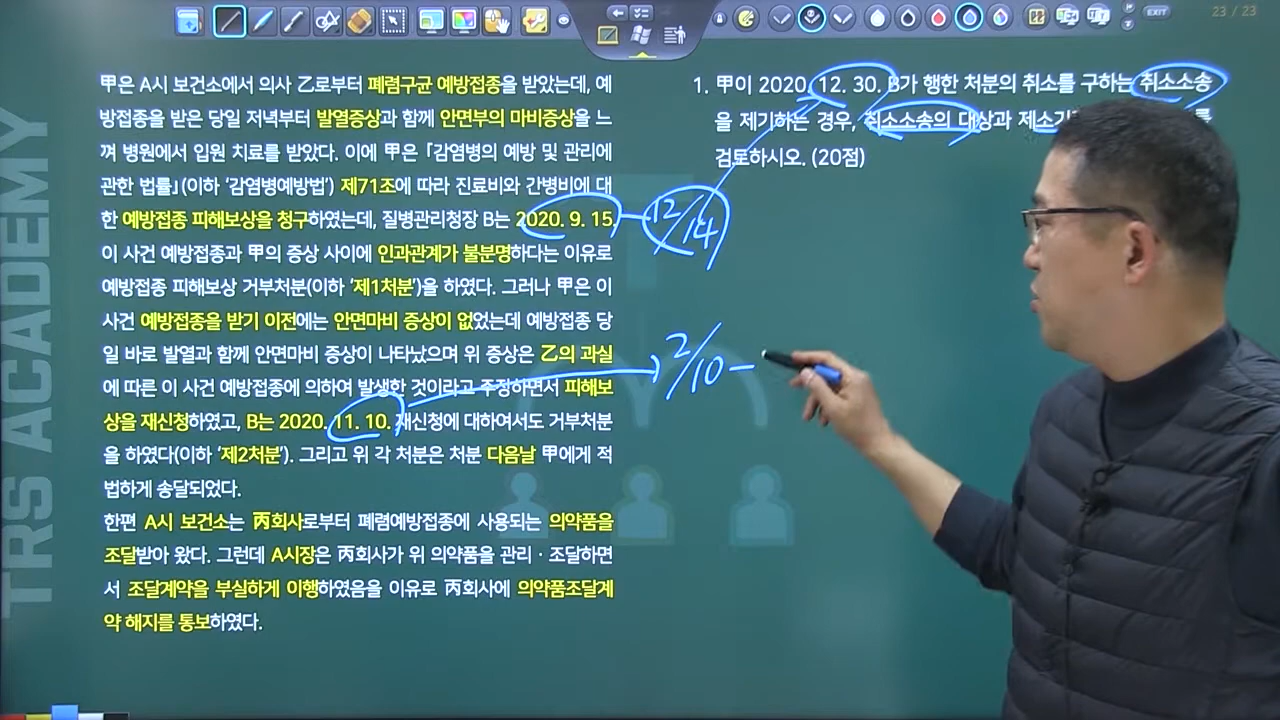 23 / 23
EXIT
TRS ACADEMY
甲은 A시 보건소에서 의사 乙로부터 폐렴구균 예방접종을 받았는데, 예
방접종을 받은 당일 저녁부터 발열증상과 함께 안면부의 마비증상을 느
껴 병원에서 입원 치료를 받았다. 이에 甲은 「감염병의 예방 및 관리에
관한 법률」(이하 '감염병예방법') 제71조에 따라 진료비와 간병비에 대
한 예방접종 피해보상을 청구하였는데, 질병관리청장 B는 2020. 9. 15.
이 사건 예방접종과 甲의 증상 사이에 인과관계가 불분명하다는 이유로
예방접종 피해보상 거부처분(이하 '제1처분')을 하였다. 그러나 甲은 이
사건 예방접종을 받기 이전에는 안면마비 증상이 없었는데 예방접종 당
일 바로 발열과 함께 안면마비 증상이 나타났으며 위 증상은 乙의 과실
에 따른 이 사건 예방접종에 의하여 발생한 것이라고 주장하면서 피해보
상을 재신청하였고, B는 2020. 11. 10. 재신청에 대하여서도 거부처분
을 하였다(이하 '제2처분'). 그리고 위 각 처분은 처분 다음날 甲에게 적
법하게 송달되었다.
한편 A시 보건소는 丙회사로부터 폐렴예방접종에 사용되는 의약품을
조달받아 왔다. 그런데 A시장은 丙회사가 위 의약품을 관리 · 조달하면
서 조달계약을 부실하게 이행하였음을 이유로 丙회사에 의약품조달계
약 해지를 통보하였다.
1. 甲이 2020. 12. 30. B가 행한 처분의 취소를 구하는 취소소송
을 제기하는 경우, 취소소송의 대상과 제소기 를
검토하시오. (20점)
12/14
2/10